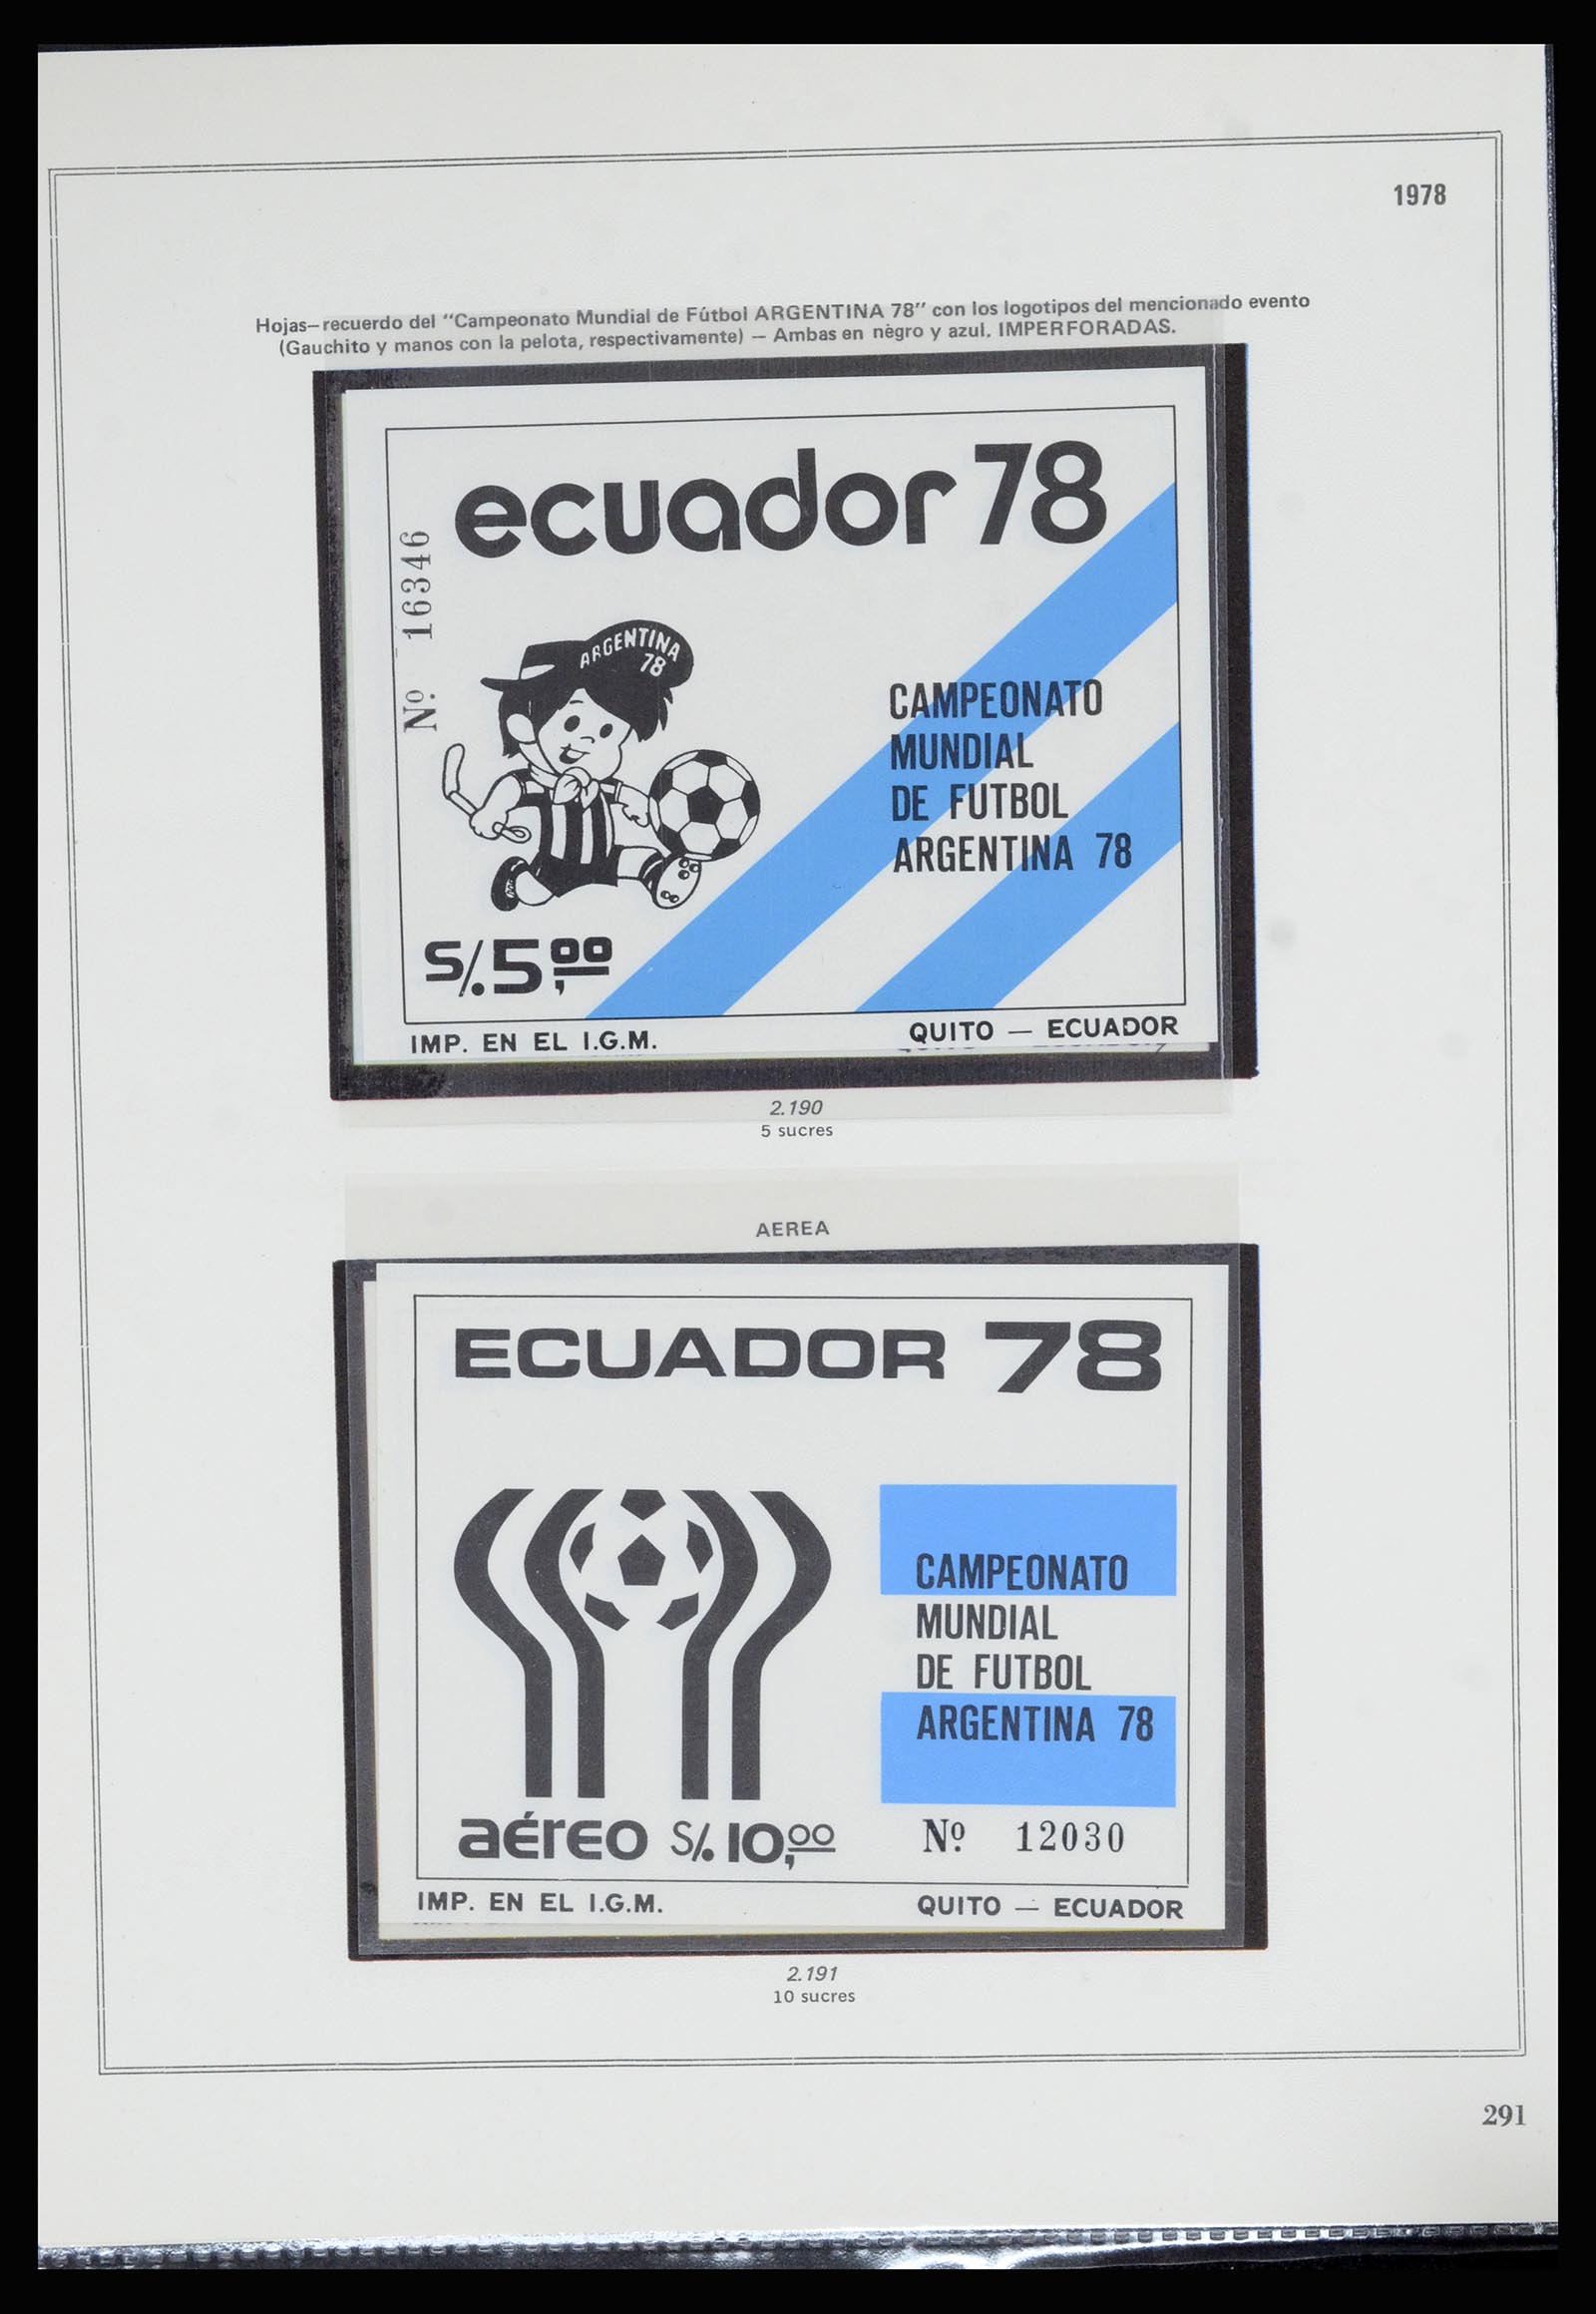 1978
Hojas—recuerdo del "Campeonato Mundial de Fútbol ARGENTINA 78" con los logotipos del mencionado evento
(Gauchito y manos con la pelota, respectivamente) — Ambas en nègro y azul. IMPERFORADAS.
ecuador 78
Nº 16346
ARGENTINA
78
CAMPEONATO
MUNDIAL
DE FUTBOL
ARGENTINA 78
S/.5,00
IMP. EN EL I.G.M. QUITO — ECUADOR
2.190
5 sucres
AEREA
ECUADOR 78
CAMPEONATO
MUNDIAL
DE FUTBOL
ARGENTINA 78
aéreo S/.10,00 Nº 12030
IMP. EN EL I.G.M. QUITO — ECUADOR
2.191
10 sucres
291